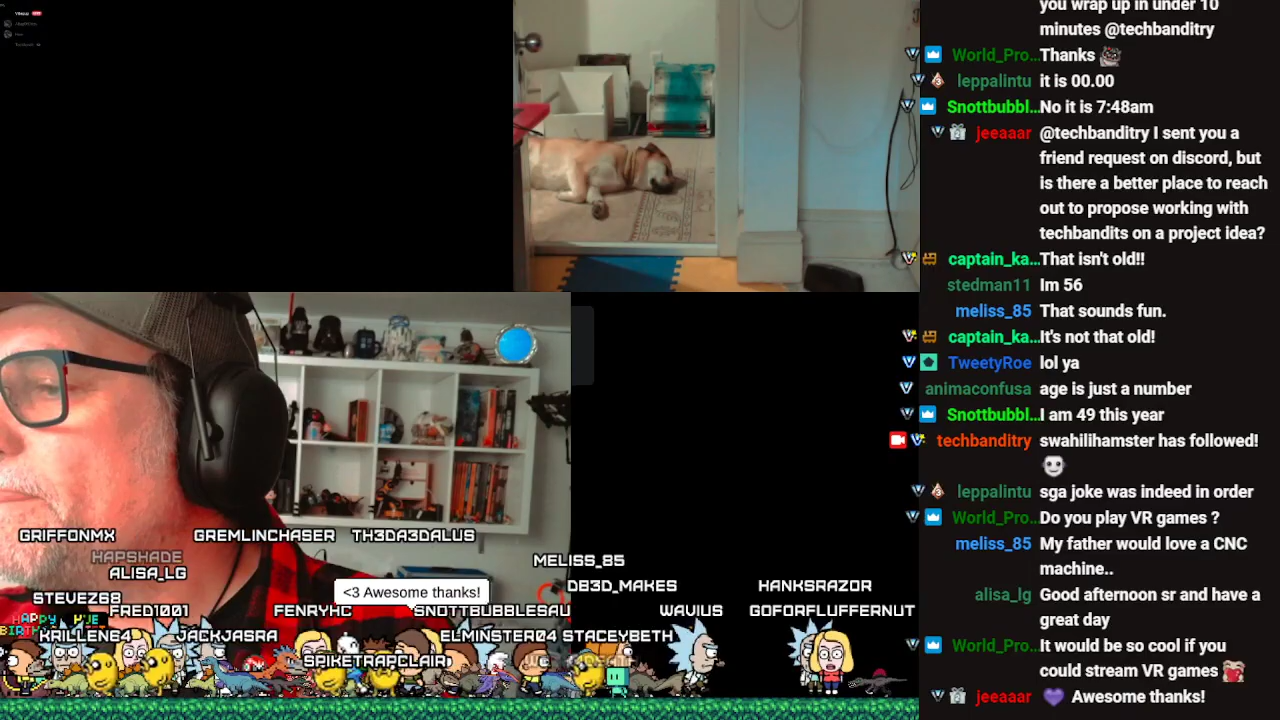 you wrap up in under 10
minutes @techbanditry
World_Pro... Thanks
leppalintu it is 00.00
Snottbubbl... No it is 7:48am
jeeaaar @techbanditry I sent you a
friend request on discord, but
is there a better place to reach
out to propose working with
techbandits on a project idea?
captain_ka... That isn't old!!
stedman11 Im 56
meliss_85 That sounds fun.
captain_ka... It's not that old!
TweetyRoe lol ya
animaconfusa age is just a number
Snottbubbl... I am 49 this year
techbanditry swahilihamster has followed!
leppalintu sga joke was indeed in order
World_Pro... Do you play VR games ?
meliss_85 My father would love a CNC
machine..
alisa_lg Good afternoon sr and have a
great day
World_Pro... It would be so cool if you
could stream VR games
jeeaaar Awesome thanks!
GRIFFONMX GREMLINCHASER TH3DA3DALUS
HAPSHADE
ALISA_LG
MELISS_85
DB3D_MAKES HANKSRAZOR
<3 Awesome thanks!
STEVEZ68
FRED1001 FENRYHC SNOTTBUBBLESAU WAVIUS GOFORFLUFFERNUT
HAPPY
KRILLEN64 JACKJASRA ELMINSTER04 STACEYBETH
SPIKETRAPCLAIR